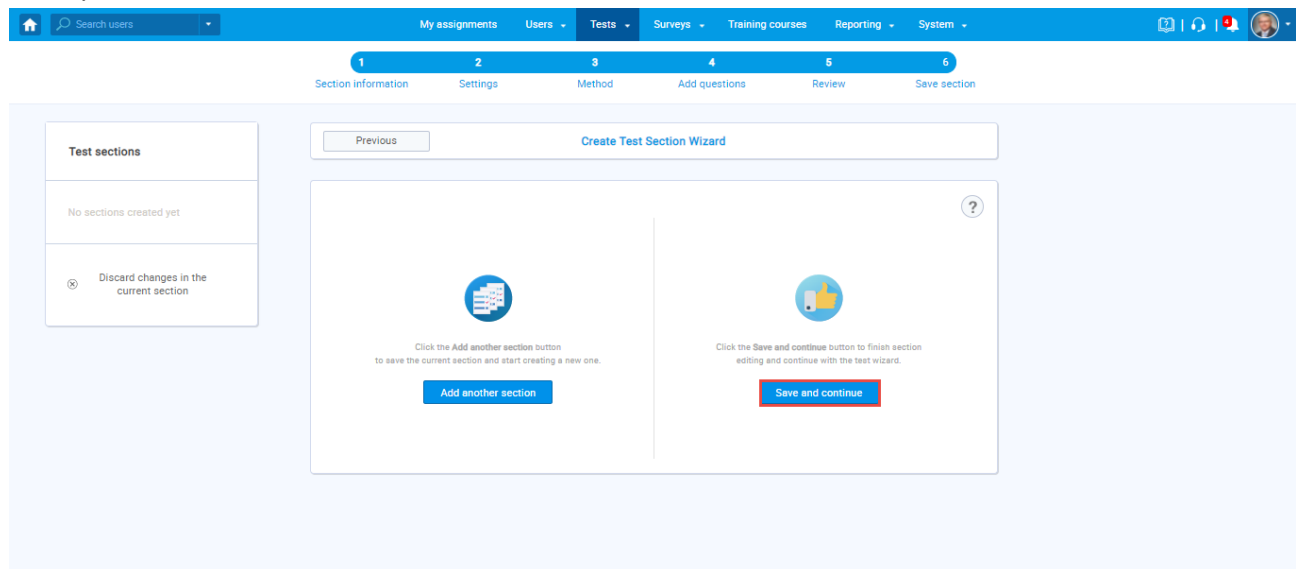 Search users
My assignments Users Tests Surveys Training courses Reporting System
4
1 2 3 4 5 6
Section information Settings Method Add questions Review Save section
Test sections
No sections created yet
Discard changes in the
current section
Previous
Create Test Section Wizard
?
Click the Add another section button
to save the current section and start creating a new one.
Add another section
Click the Save and continue button to finish section
editing and continue with the test wizard.
Save and continue